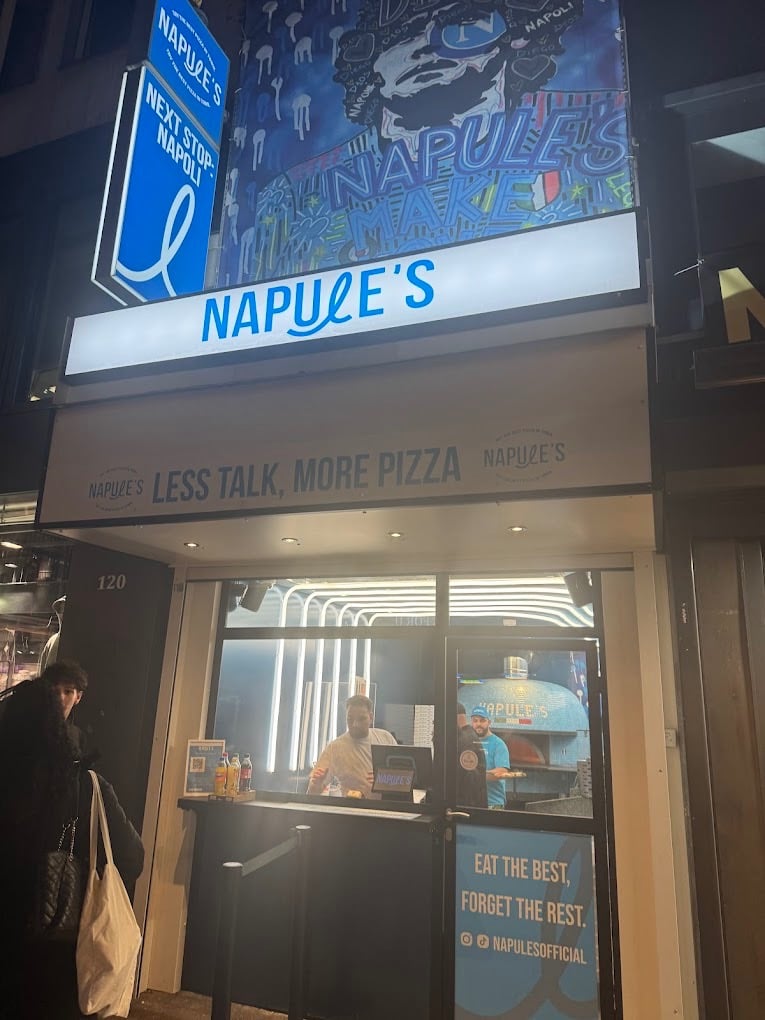 NAPULE'S
NEXT STOP-
NAPOLI
NAPOLI
NAPULE'S
MAKE
NAPULE'S
NAPULE'S
LESS TALK, MORE PIZZA
NAPULE'S
120
NAPULE'S
NAPULE'S
EAT THE BEST,
FORGET THE REST.
NAPULESOFFICIAL